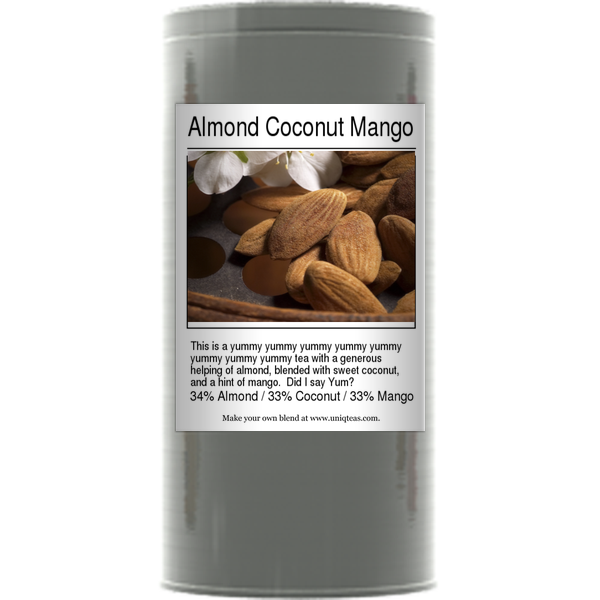 Almond Coconut Mango
This is a yummy yummy yummy yummy yummy
yummy yummy yummy tea with a generous
helping of almond, blended with sweet coconut,
and a hint of mango.  Did I say Yum?
34% Almond / 33% Coconut / 33% Mango
Make your own blend at www.uniqteas.com.